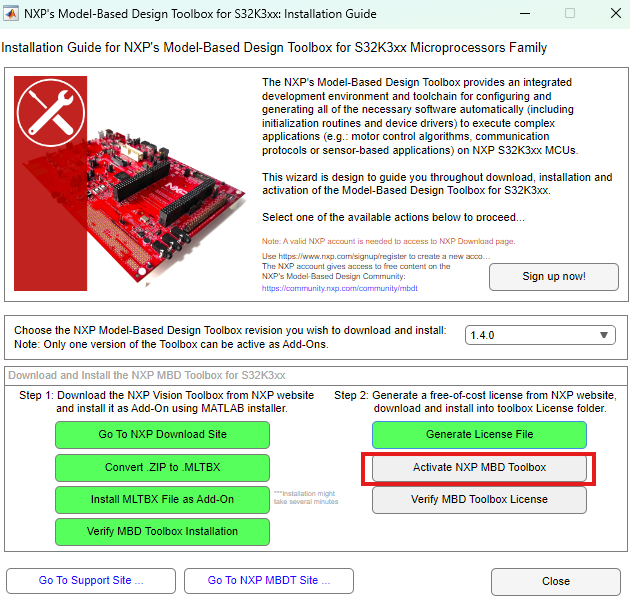 NXP's Model-Based Design Toolbox for S32K3xx: Installation Guide
Installation Guide for NXP's Model-Based Design Toolbox for S32K3xx Microprocessors Family
The NXP's Model-Based Design Toolbox provides an integrated
development environment and toolchain for configuring and
generating all of the necessary software automatically (including
initialization routines and device drivers) to execute complex
applications (e.g.: motor control algorithms, communication
protocols or sensor-based applications) on NXP S32K3xx MCUs.
This wizard is design to guide you throughout download, installation and
activation of the Model-Based Design Toolbox for S32K3xx.
Select one of the available actions below to proceed...
Note: A valid NXP account is needed to access to NXP Download page.
Use https://www.nxp.com/signup/register to create a new acco...
The NXP account gives access to free content on the
NXP's Model-Based Design Community:
https://community.nxp.com/community/mbdt
Sign up now!
NXP
Choose the NXP Model-Based Design Toolbox revision you wish to download and install:
Note: Only one version of the Toolbox can be active as Add-Ons.
1.4.0
Download and Install the NXP MBD Toolbox for S32K3xx
Step 1: Download the NXP Vision Toolbox from NXP website
and install it as Add-On using MATLAB installer.
Go To NXP Download Site
Convert .ZIP to .MLTBX
Install MLTBX File as Add-On
***Installation might
take several minutes
Verify MBD Toolbox Installation
Step 2: Generate a free-of-cost license from NXP website,
download and install into toolbox License folder.
Generate License File
Activate NXP MBD Toolbox
Verify MBD Toolbox License
Go To Support Site ...
Go To NXP MBDT Site ...
Close